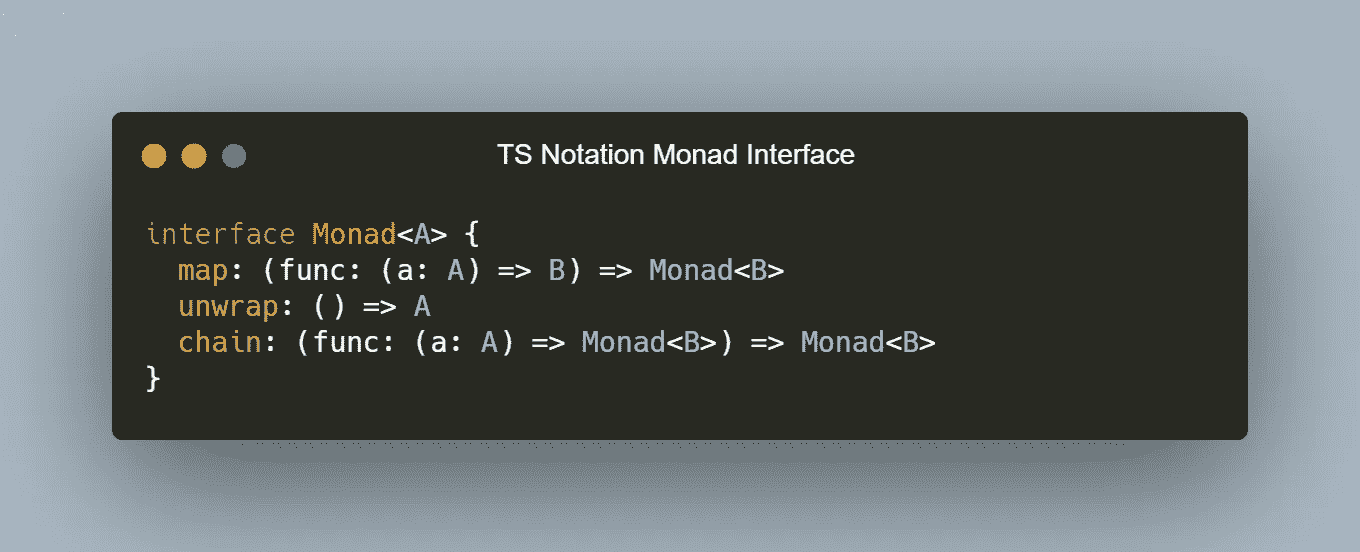 TS Notation Monad Interface
interface Monad<A> {
  map: (func: (a: A) => B) => Monad<B>
  unwrap: () => A
  chain: (func: (a: A) => Monad<B>) => Monad<B>
}